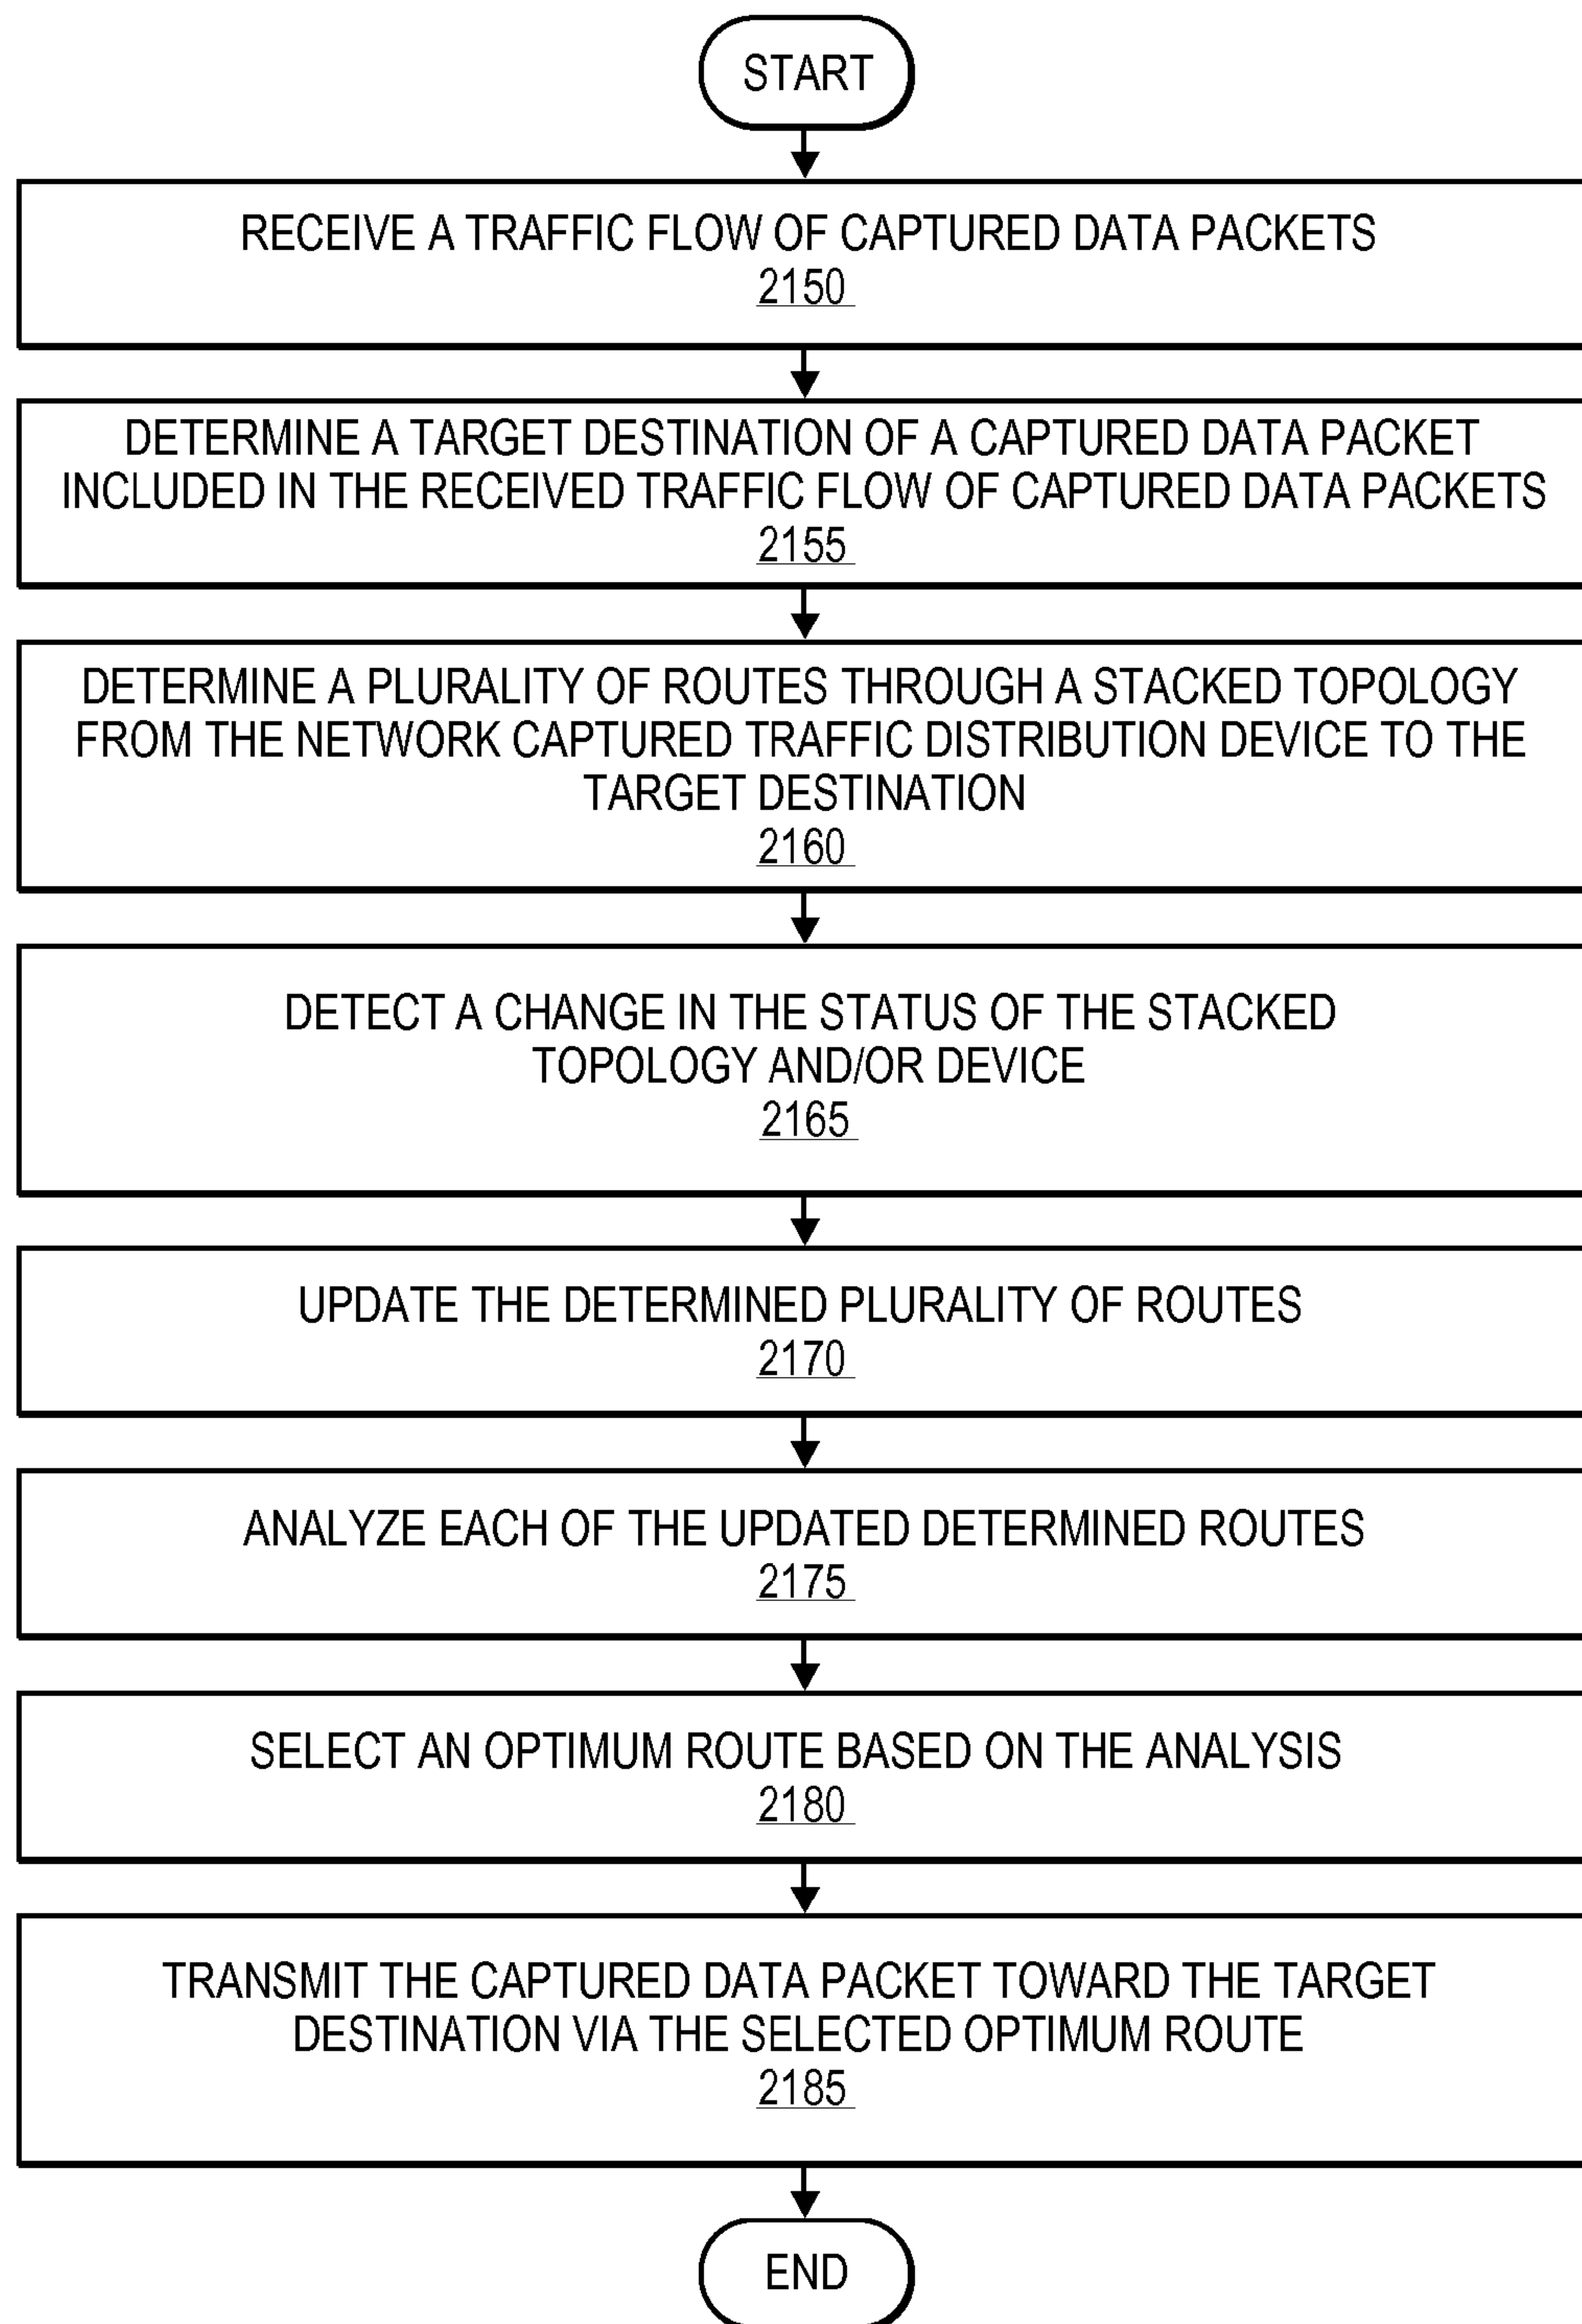 START
RECEIVE A TRAFFIC FLOW OF CAPTURED DATA PACKETS
2150
DETERMINE A TARGET DESTINATION OF A CAPTURED DATA PACKET
INCLUDED IN THE RECEIVED TRAFFIC FLOW OF CAPTURED DATA PACKETS
2155
DETERMINE A PLURALITY OF ROUTES THROUGH A STACKED TOPOLOGY
FROM THE NETWORK CAPTURED TRAFFIC DISTRIBUTION DEVICE TO THE
TARGET DESTINATION
2160
DETECT A CHANGE IN THE STATUS OF THE STACKED
TOPOLOGY AND/OR DEVICE
2165
UPDATE THE DETERMINED PLURALITY OF ROUTES
2170
ANALYZE EACH OF THE UPDATED DETERMINED ROUTES
2175
SELECT AN OPTIMUM ROUTE BASED ON THE ANALYSIS
2180
TRANSMIT THE CAPTURED DATA PACKET TOWARD THE TARGET
DESTINATION VIA THE SELECTED OPTIMUM ROUTE
2185
END